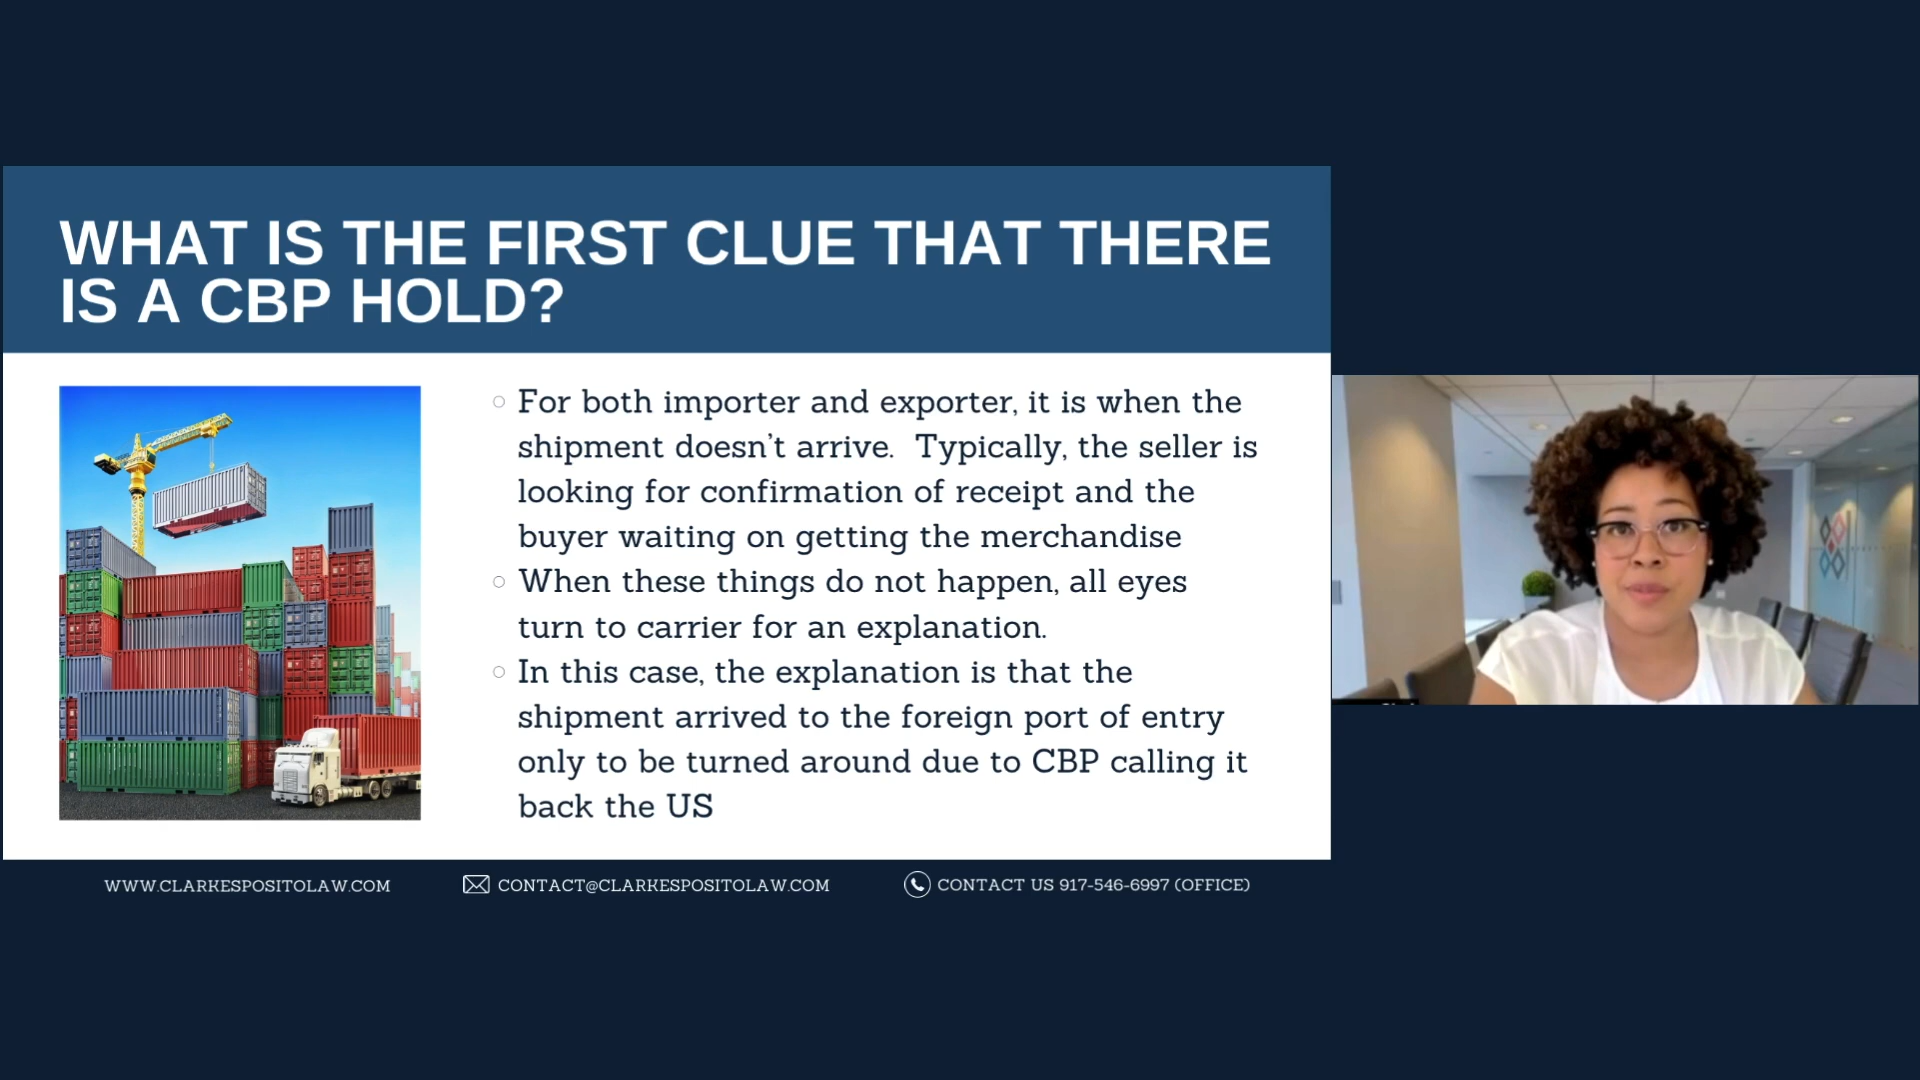 WHAT IS THE FIRST CLUE THAT THERE
IS A CBP HOLD?
For both importer and exporter, it is when the
shipment doesn't arrive.  Typically, the seller is
looking for confirmation of receipt and the
buyer waiting on getting the merchandise
When these things do not happen, all eyes
turn to carrier for an explanation.
In this case, the explanation is that the
shipment arrived to the foreign port of entry
only to be turned around due to CBP calling it
back the US
WWW.CLARKESPOSITOLAW.COM
CONTACT@CLARKESPOSITOLAW.COM
CONTACT US 917-546-6997 (OFFICE)